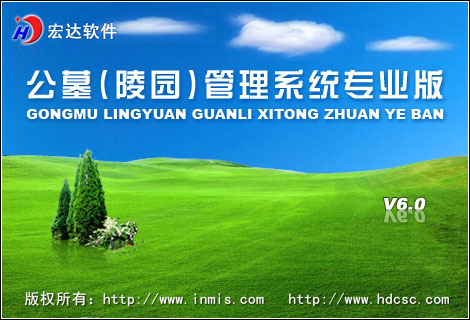 宏达软件
公墓(陵园)管理系统专业版
GONGMU LINGYUAN GUANLI XITONG ZHUAN YE BAN
V6.0
版权所有：http://www.inmis.com http://www.hdcsc.com